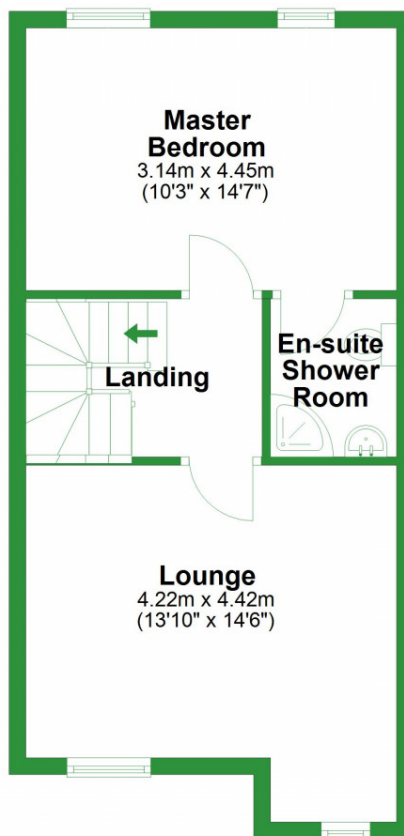 Master
Bedroom
3.14m x 4.45m
(10'3" x 14'7")
En-suite
Shower
Room
Landing
Lounge
4.22m x 4.42m
(13'10" x 14'6")